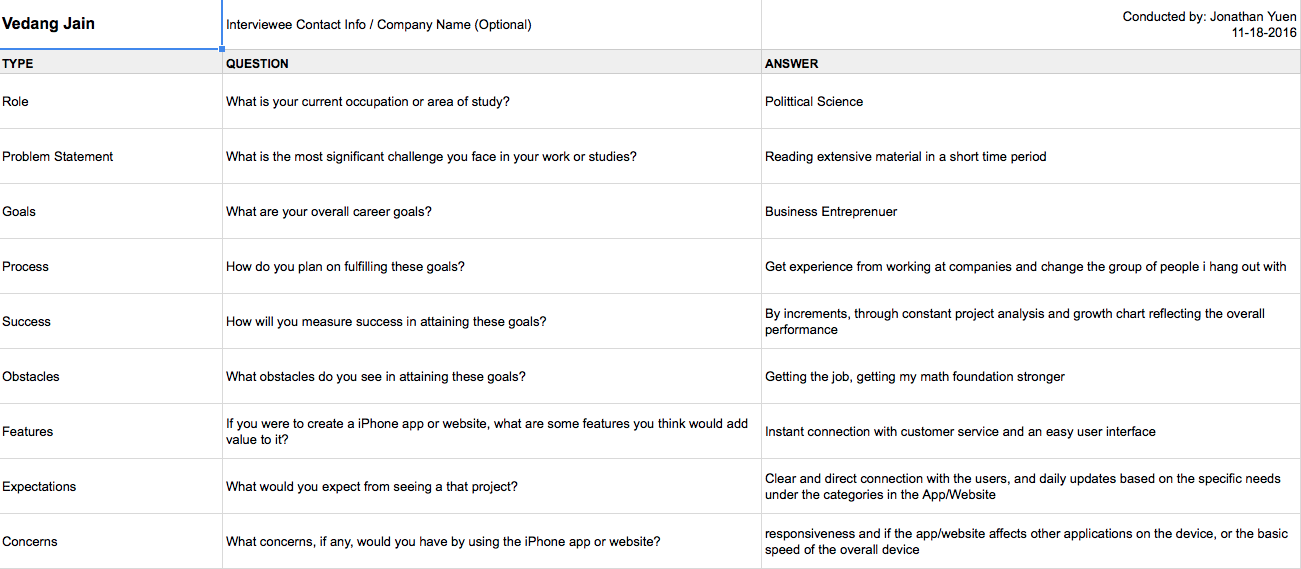 Vedang Jain
Interviewee Contact Info / Company Name (Optional)
Conducted by: Jonathan Yuen
11-18-2016
TYPE
QUESTION
ANSWER
Role
What is your current occupation or area of study?
Polittical Science
Problem Statement
What is the most significant challenge you face in your work or studies?
Reading extensive material in a short time period
Goals
What are your overall career goals?
Business Entreprenuer
Process
How do you plan on fulfilling these goals?
Get experience from working at companies and change the group of people i hang out with
Success
How will you measure success in attaining these goals?
By increments, through constant project analysis and growth chart reflecting the overall
performance
Obstacles
What obstacles do you see in attaining these goals?
Getting the job, getting my math foundation stronger
Features
If you were to create a iPhone app or website, what are some features you think would add
value to it?
Instant connection with customer service and an easy user interface
Expectations
What would you expect from seeing a that project?
Clear and direct connection with the users, and daily updates based on the specific needs
under the categories in the App/Website
Concerns
What concerns, if any, would you have by using the iPhone app or website?
responsiveness and if the app/website affects other applications on the device, or the basic
speed of the overall device